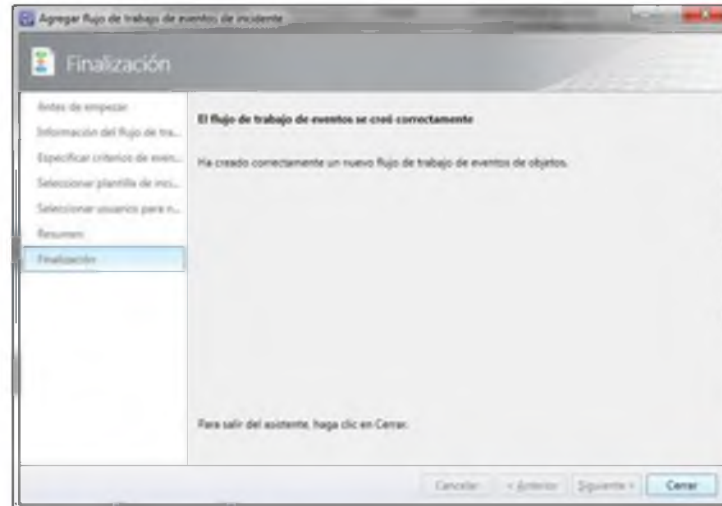 Agregar flujo de trabajo de eventos de incidente
Finalización
Antes de empezar
Información del flujo de tra...
Especificar criterios de even...
Seleccionar plantilla de inci...
Seleccionar usuarios para n...
Resumen
Finalización
El flujo de trabajo de eventos se creó correctamente
Ha creado correctamente un nuevo flujo de trabajo de eventos de objetos.
Para salir del asistente, haga clic en Cerrar.
Cancelar
< Anterior
Siguiente >
Cerrar